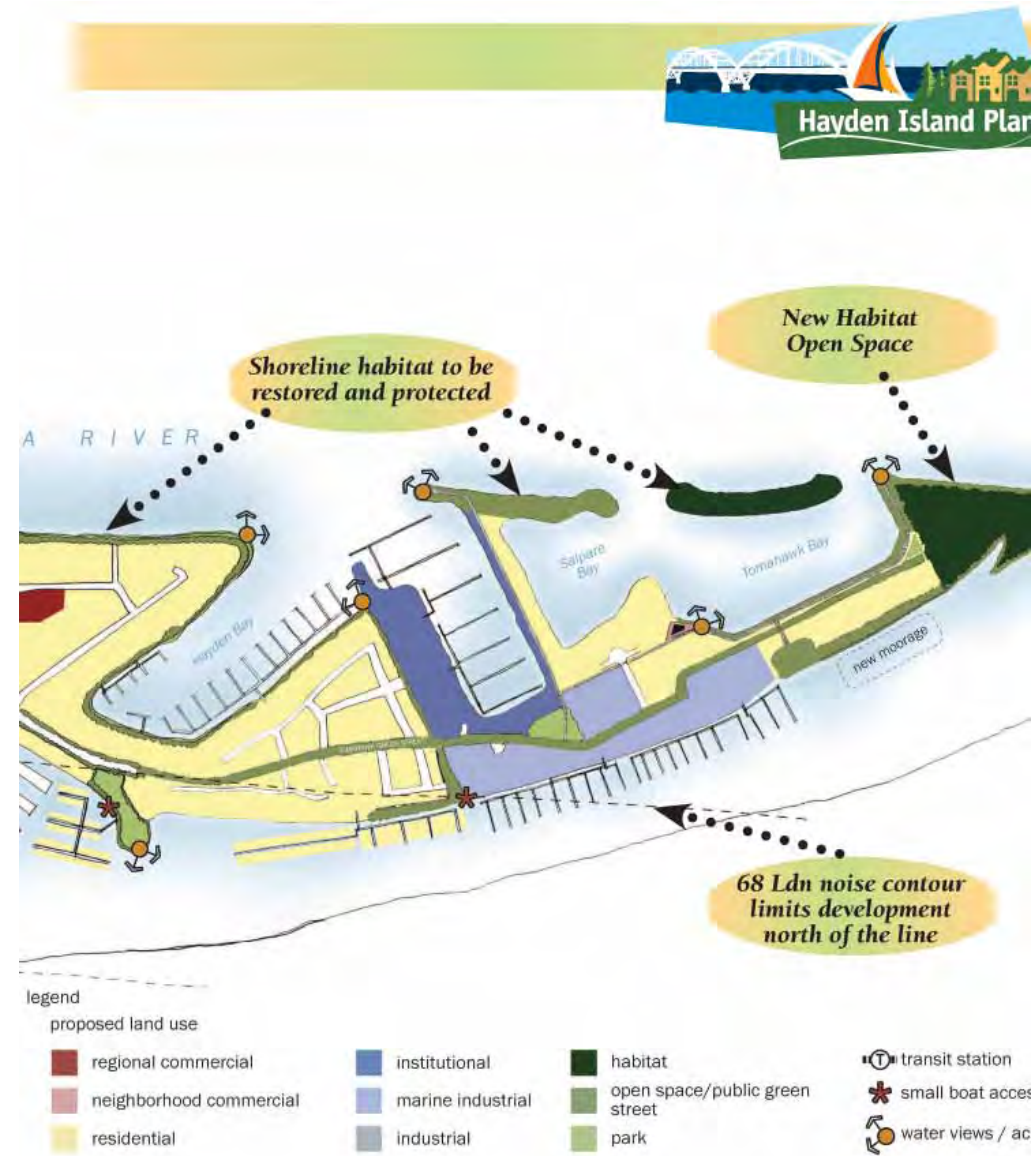 Hayden Island Plan
New Habitat
Open Space
Shoreline habitat to be
restored and protected
A RIVER
Salpare
Bay
Tomahawk Bay
Hayden Bay
new moorage
68 Ldn noise contour
limits development
north of the line
legend
proposed land use
regional commercial
neighborhood commercial
residential
institutional
marine industrial
industrial
habitat
open space/public green
street
park
T
transit station
small boat acces
water views / ac